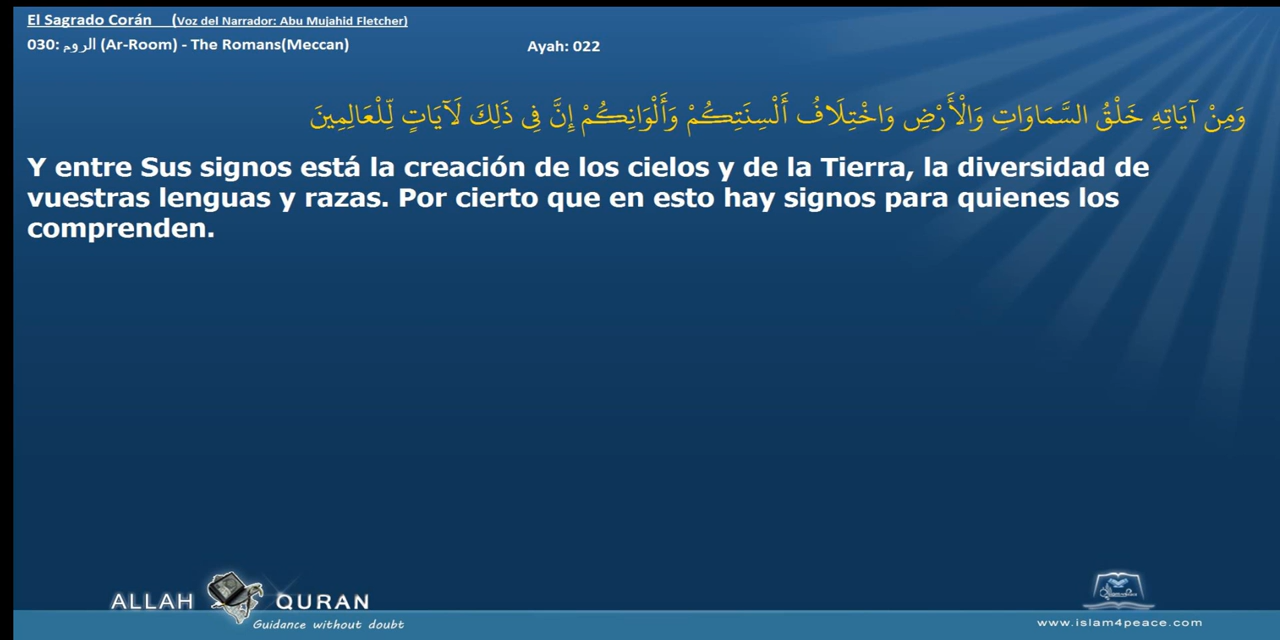 El Sagrado Corán (Voz del Narrador: Abu Mujahid Fletcher)
030: الروم (Ar-Room) - The Romans(Meccan) Ayah: 022
وَمِنْ آيَاتِهِ خَلْقُ السَّمَاوَاتِ وَالْأَرْضِ وَاخْتِلَافُ أَلْسِنَتِكُمْ وَأَلْوَانِكُمْ إِنَّ فِي ذَلِكَ لَآيَاتٍ لِّلْعَالِمِينَ
Y entre Sus signos está la creación de los cielos y de la Tierra, la diversidad de
vuestras lenguas y razas. Por cierto que en esto hay signos para quienes los
comprenden.
ALLAH QURAN
Guidance without doubt
www.islam4peace.com